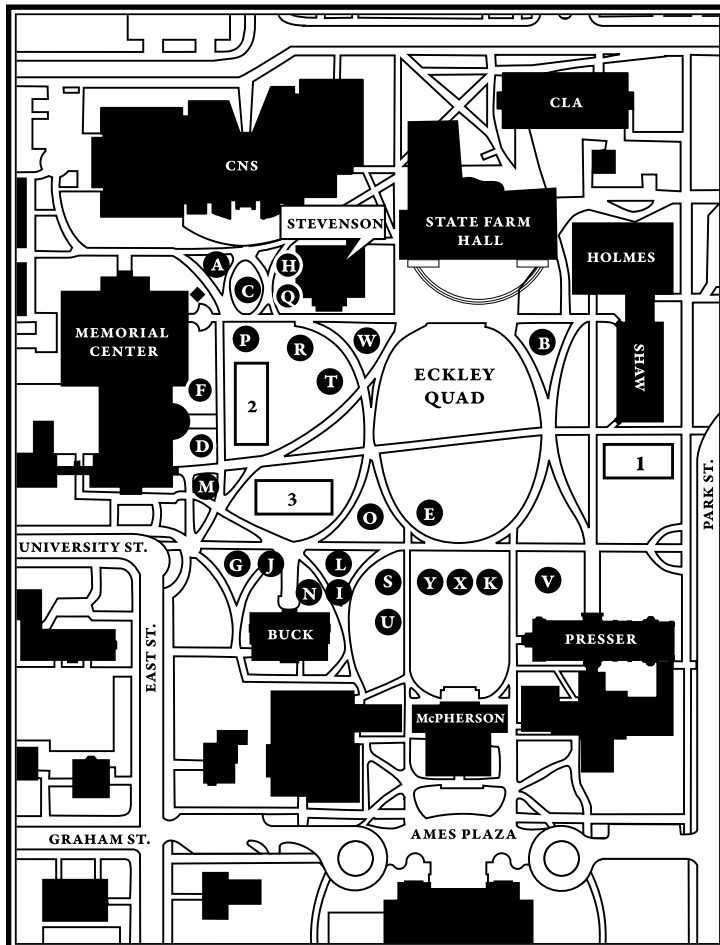 CLA
CNS
STEVENSON
STATE FARM
HALL
HOLMES
A
H
C
Q
MEMORIAL
CENTER
P
R
W
B
ECKLEY
QUAD
SHAW
T
F
2
D
1
M
3
O
E
PARK ST.
UNIVERSITY ST.
G
J
L
N
I
S
Y
X
K
V
U
BUCK
PRESSER
EAST ST.
McPHERSON
GRAHAM ST.
AMES PLAZA